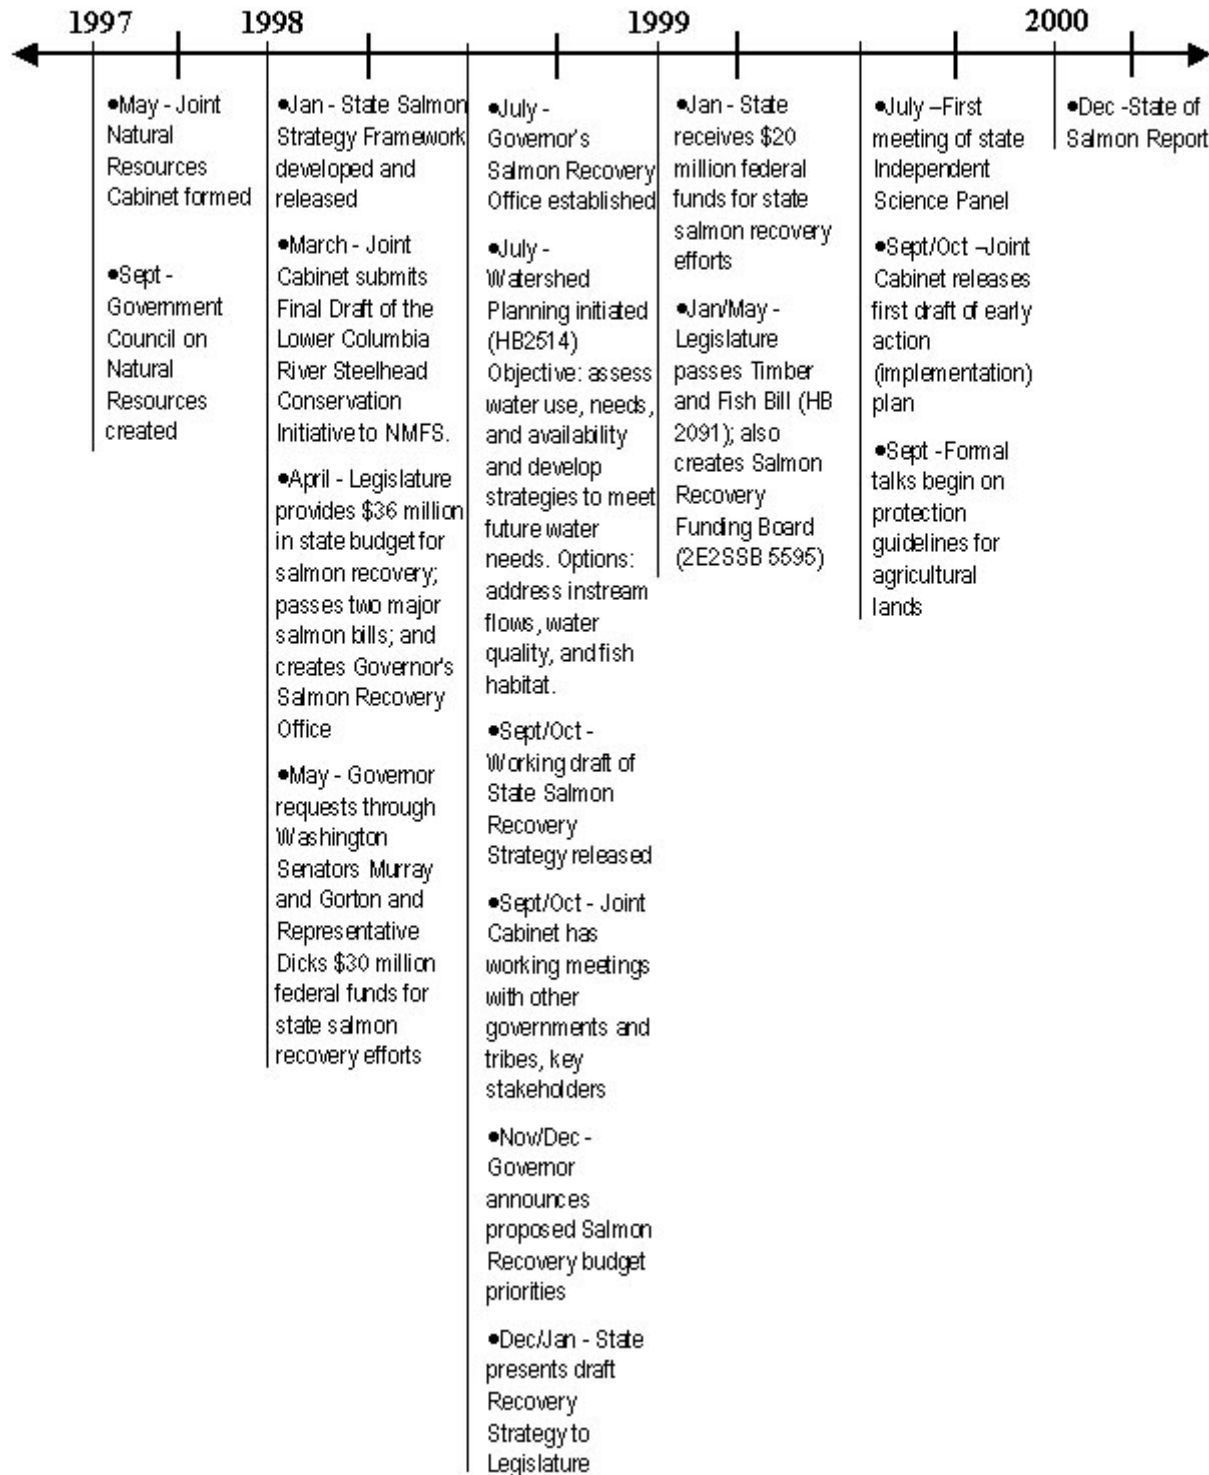 1997
1998
1999
2000
●May - Joint
Natural
Resources
Cabinet formed
●Sept -
Government
Council on
Natural
Resources
created
●Jan - State Salmon
Strategy Framework
developed and
released
●March - Joint
Cabinet submits
Final Draft of the
Lower Columbia
River Steelhead
Conservation
Initiative to NMFS.
●April - Legislature
provides $36 million
in state budget for
salmon recovery;
passes two major
salmon bills; and
creates Governor's
Salmon Recovery
Office
●May - Governor
requests through
Washington
Senators Murray
and Gorton and
Representative
Dicks $30 million
federal funds for
state salmon
recovery efforts
●July -
Governor's
Salmon Recovery
Office established
●July -
Watershed
Planning initiated
(HB2514)
Objective: assess
water use, needs,
and availability
and develop
strategies to meet
future water
needs. Options:
address instream
flows, water
quality, and fish
habitat.
●Sept/Oct -
Working draft of
State Salmon
Recovery
Strategy released
●Sept/Oct - Joint
Cabinet has
working meetings
with other
governments and
tribes, key
stakeholders
●Nov/Dec -
Governor
announces
proposed Salmon
Recovery budget
priorities
●Dec/Jan - State
presents draft
Recovery
Strategy to
Legislature
●Jan - State
receives $20
million federal
funds for state
salmon recovery
efforts
●Jan/May -
Legislature
passes Timber
and Fish Bill (HB
2091); also
creates Salmon
Recovery
Funding Board
(2E2SSB 5595)
●July –First
meeting of state
Independent
Science Panel
●Sept/Oct –Joint
Cabinet releases
first draft of early
action
(implementation)
plan
●Sept -Formal
talks begin on
protection
guidelines for
agricultural
lands
●Dec -State of
Salmon Report